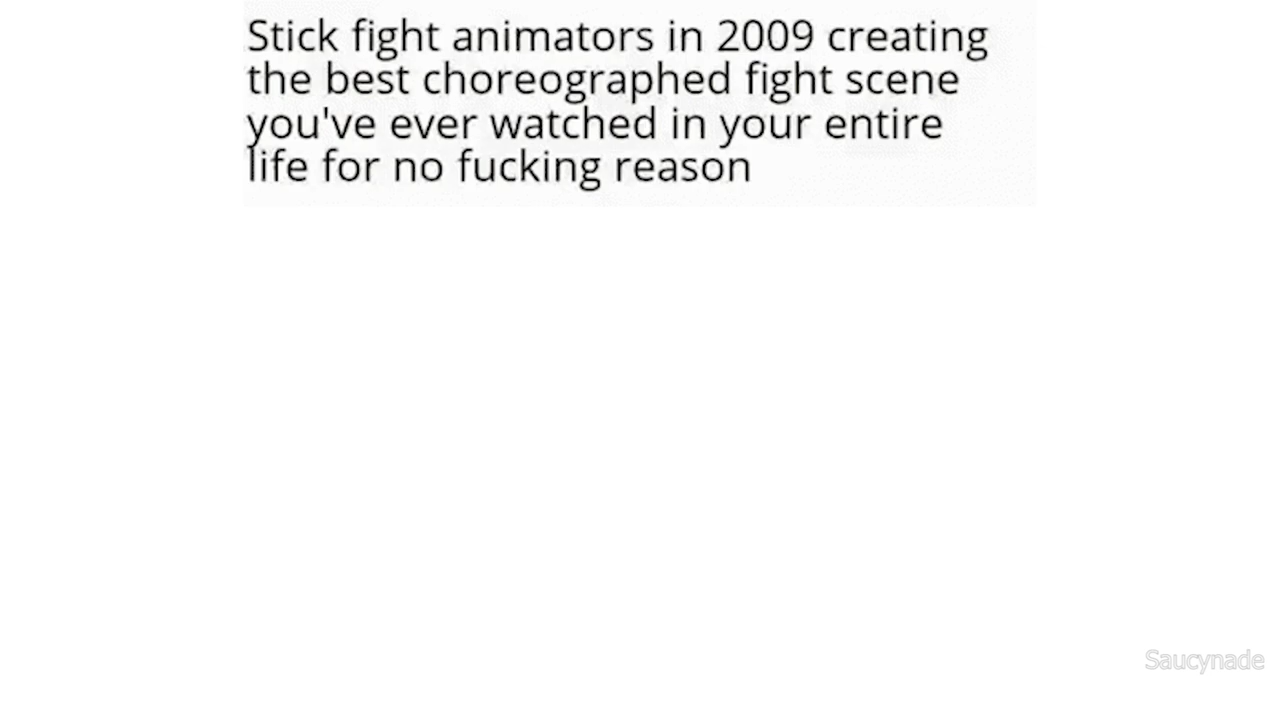 Stick fight animators in 2009 creating
the best choreographed fight scene
you've ever watched in your entire
life for no fucking reason
Saucynade